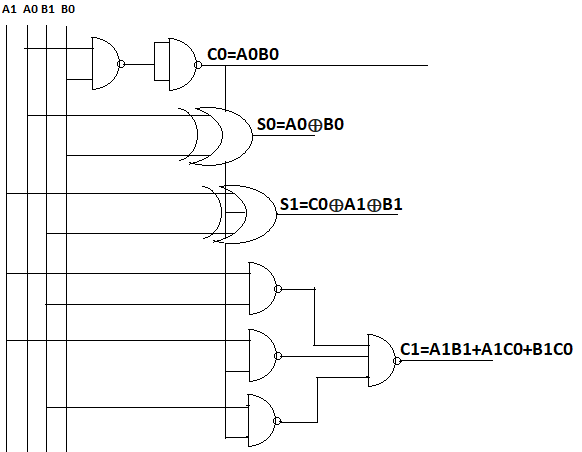 A1 A0 B1 B0
C0=A0B0
S0=A0⊕B0
S1=C0⊕A1⊕B1
C1=A1B1+A1C0+B1C0